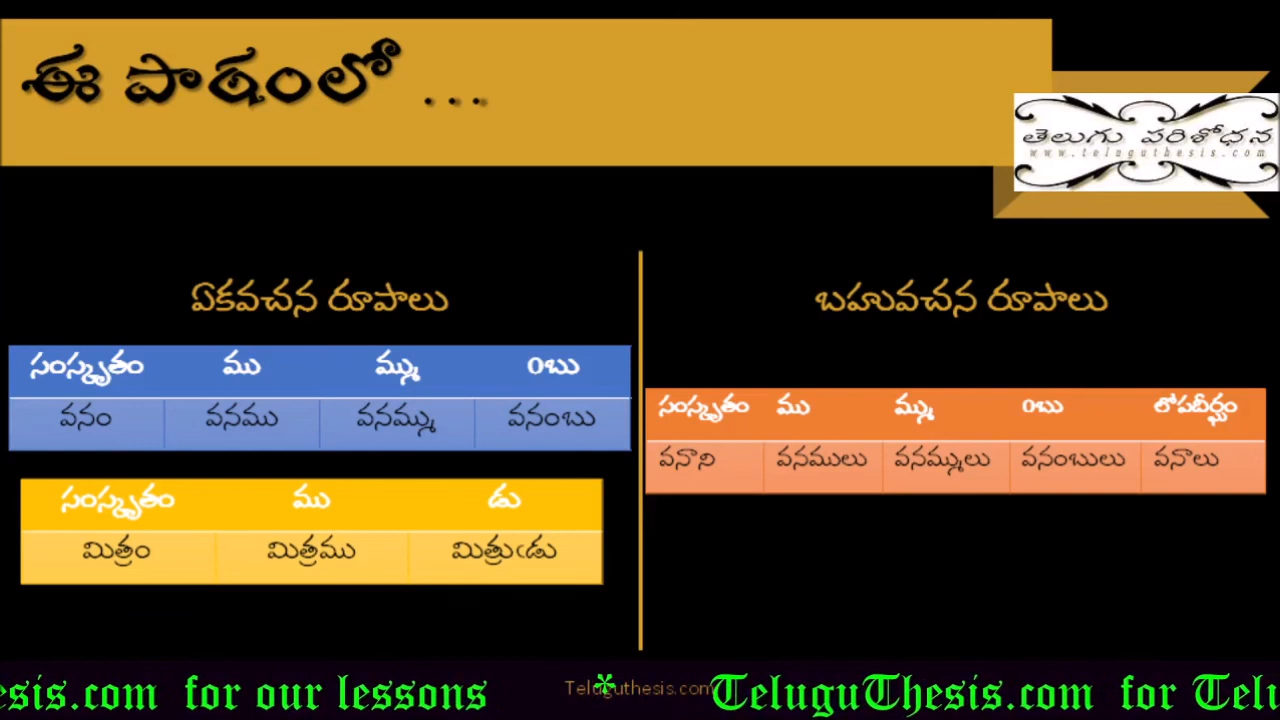 ఈ పాఠంలో ...
తెలుగు పరిశోధన
www.teluguthesis.com
ఏకవచన రూపాలు
సంస్కృతం ము మ్ము ంబు
వనం వనము వనమ్ము వనంబు
సంస్కృతం ము డు
మిత్రం మిత్రము మిత్రుఁడు
బహువచన రూపాలు
సంస్కృతం ము మ్ము ంబు లోపదీర్ఘం
వనాని వనములు వనమ్ములు వనంబులు వనాలు
Teluguthesis.com
esis.com for our lessons * TeluguThesis.com for Telu